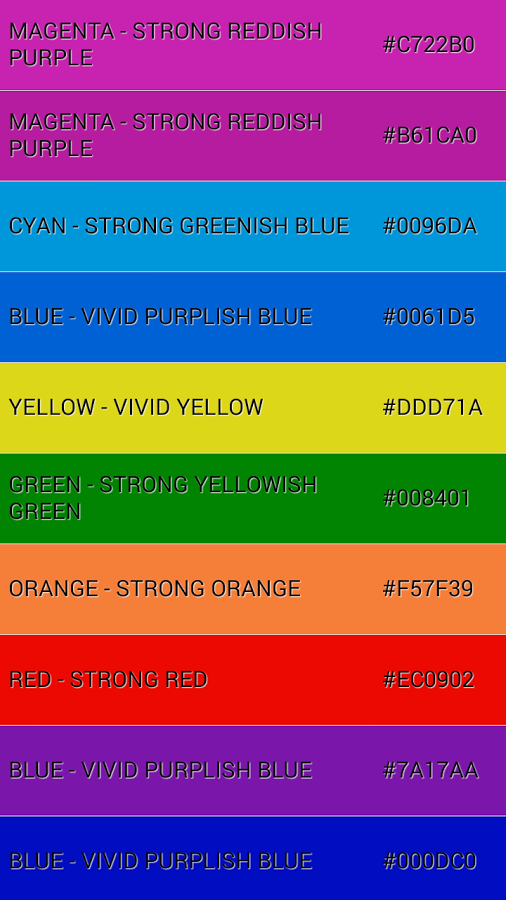 MAGENTA - STRONG REDDISH
PURPLE
#C722B0
MAGENTA - STRONG REDDISH
PURPLE
#B61CA0
CYAN - STRONG GREENISH BLUE #0096DA
BLUE - VIVID PURPLISH BLUE #0061D5
YELLOW - VIVID YELLOW #DDD71A
GREEN - STRONG YELLOWISH
GREEN
#008401
ORANGE - STRONG ORANGE #F57F39
RED - STRONG RED #EC0902
BLUE - VIVID PURPLISH BLUE #7A17AA
BLUE - VIVID PURPLISH BLUE #000DC0